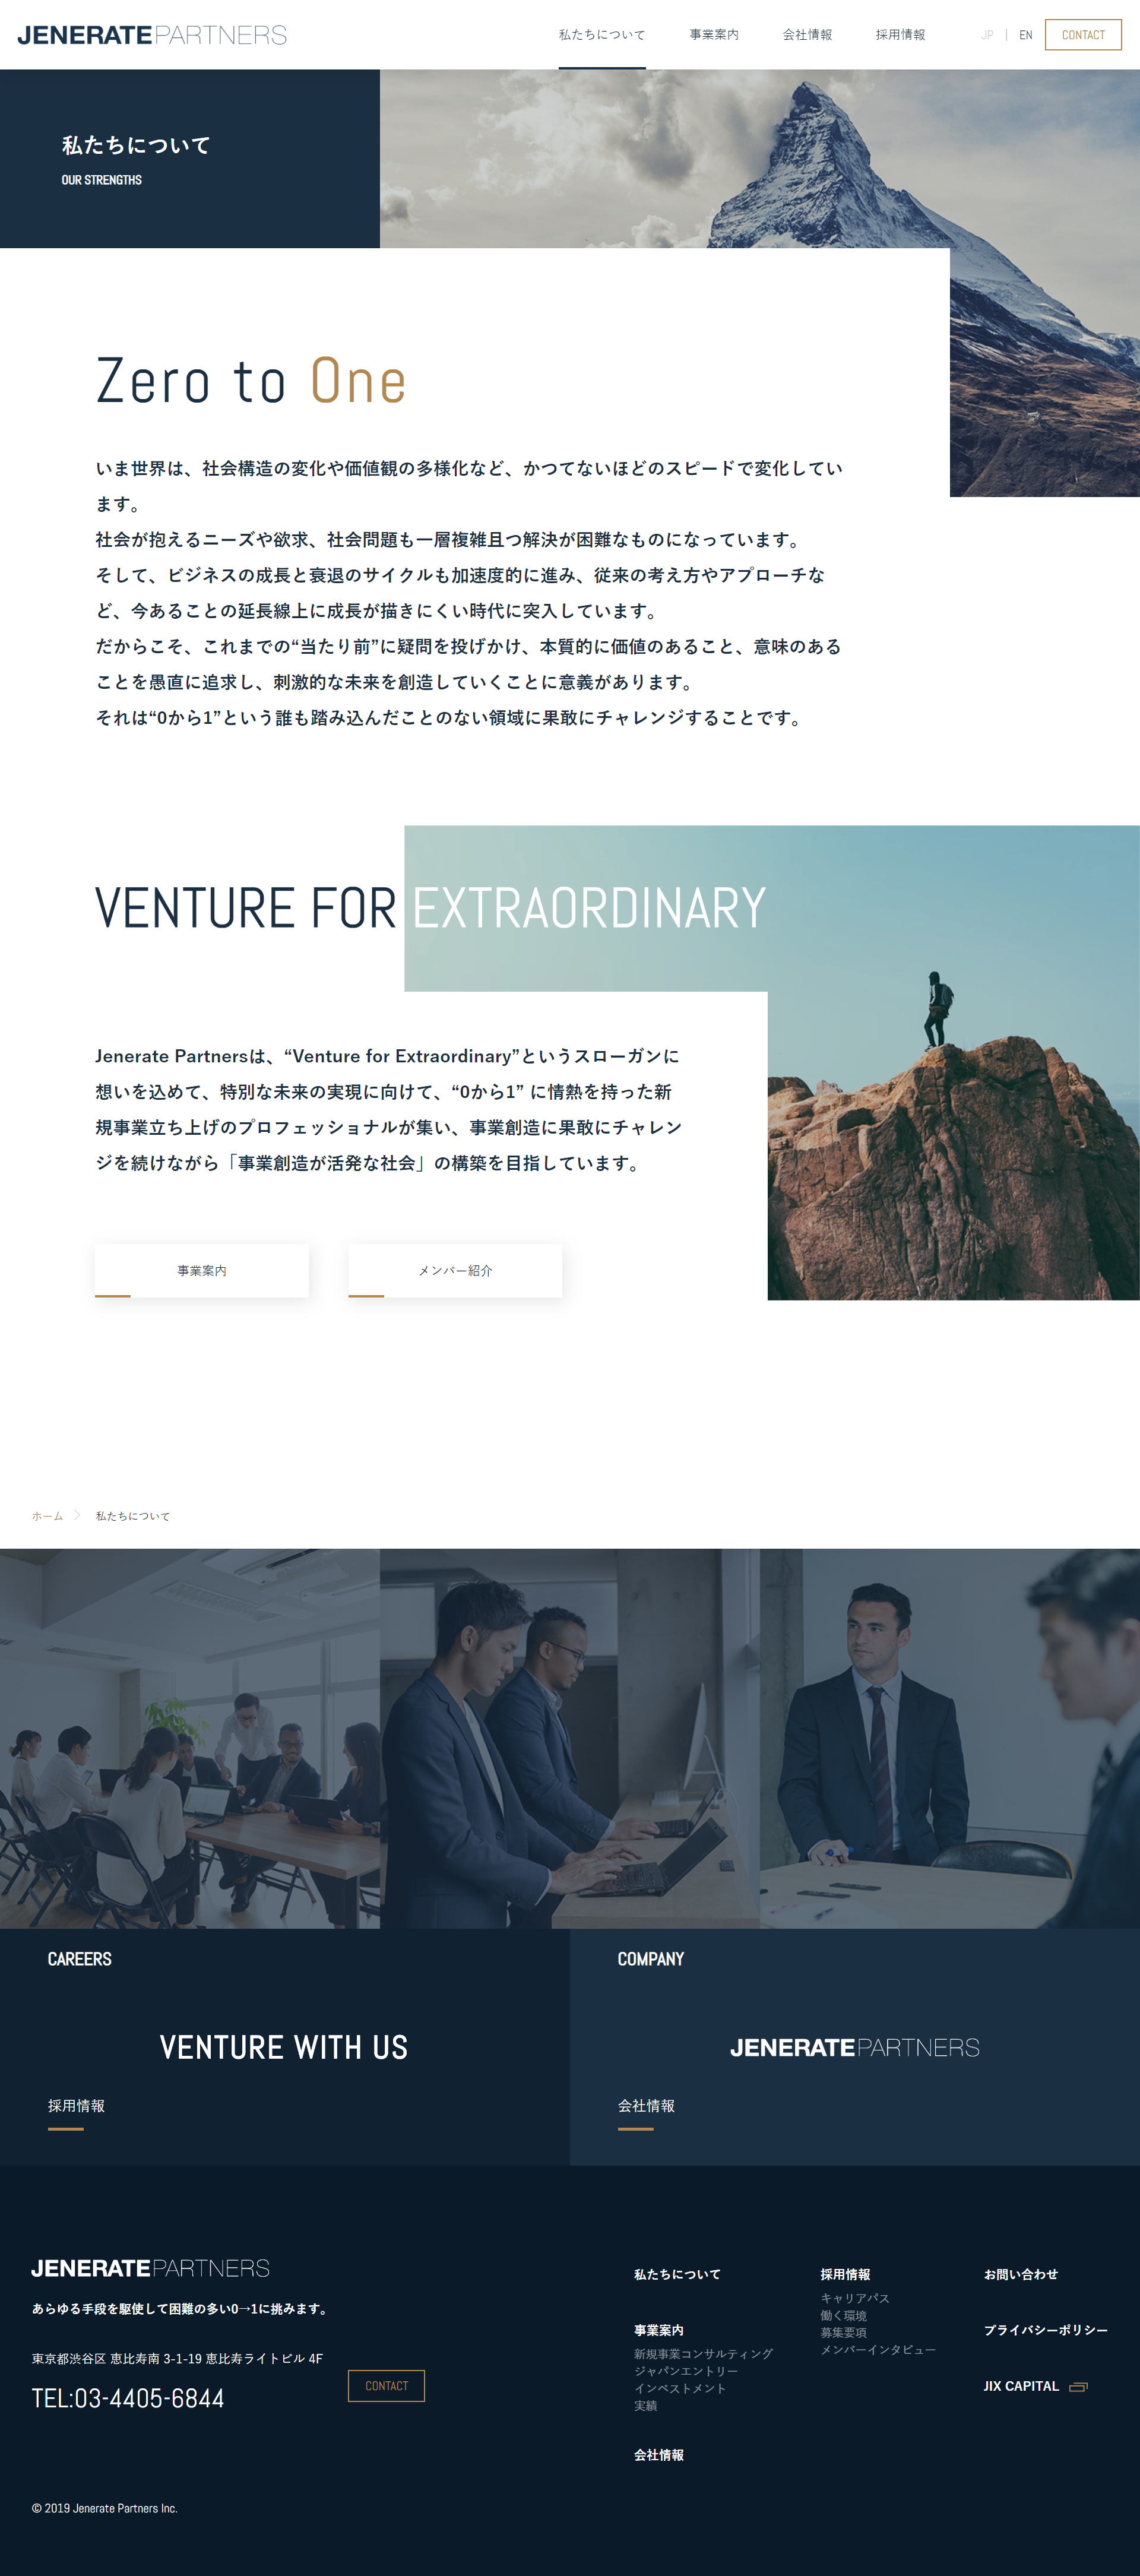 JENERATE PARTNERS
私たちについて
事業案内
会社情報
採用情報
JP | EN
CONTACT
私たちについて
OUR STRENGTHS
Zero to One
いま世界は、社会構造の変化や価値観の多様化など、かつてないほどのスピードで変化してい
ます。
社会が抱えるニーズや欲求、社会問題も一層複雑且つ解決が困難なものになっています。
そして、ビジネスの成長と衰退のサイクルも加速度的に進み、従来の考え方やアプローチな
ど、今あることの延長線上に成長が描きにくい時代に突入しています。
だからこそ、これまでの“当たり前”に疑問を投げかけ、本質的に価値のあること、意味のある
ことを愚直に追求し、刺激的な未来を創造していくことに意義があります。
それは“0から1”という誰も踏み込んだことのない領域に果敢にチャレンジすることです。
VENTURE FOR EXTRAORDINARY
Jenerate Partnersは、“Venture for Extraordinary”というスローガンに
想いを込めて、特別な未来の実現に向けて、“0から1” に情熱を持った新
規事業立ち上げのプロフェッショナルが集い、事業創造に果敢にチャレン
ジを続けながら「事業創造が活発な社会」の構築を目指しています。
事業案内
メンバー紹介
ホーム
私たちについて
CAREERS
VENTURE WITH US
採用情報
COMPANY
JENERATE PARTNERS
会社情報
JENERATE PARTNERS
あらゆる手段を駆使して困難の多い0→1に挑みます。
東京都渋谷区 恵比寿南 3-1-19 恵比寿ライトビル 4F
TEL:03-4405-6844
CONTACT
私たちについて
事業案内
新規事業コンサルティング
ジャパンエントリー
インベストメント
実績
会社情報
採用情報
キャリアパス
働く環境
募集要項
メンバーインタビュー
お問い合わせ
プライバシーポリシー
JIX CAPITAL
© 2019 Jenerate Partners Inc.